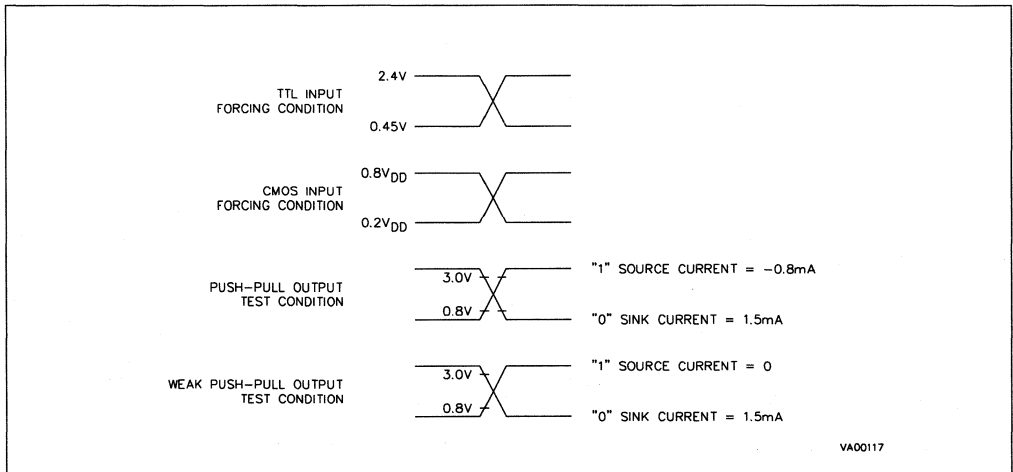 2.4V
TTL INPUT
FORCING CONDITION
0.45V
0.8VDD
CMOS INPUT
FORCING CONDITION
0.2VDD
PUSH-PULL OUTPUT
TEST CONDITION
3.0V
0.8V
"1" SOURCE CURRENT = -0.8mA
"0" SINK CURRENT = 1.5mA
WEAK PUSH-PULL OUTPUT
TEST CONDITION
3.0V
0.8V
"1" SOURCE CURRENT = 0
"0" SINK CURRENT = 1.5mA
VA00117